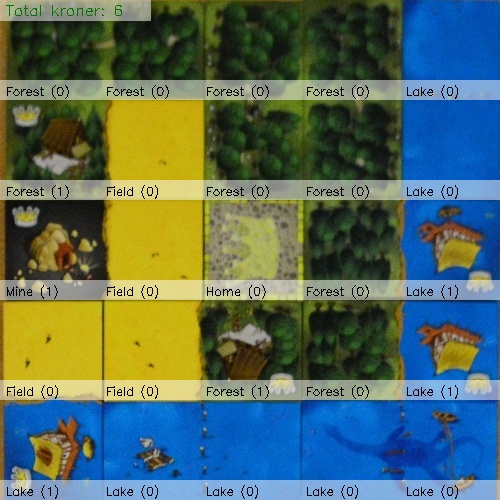 Total kroner: 6
Forest (0) Forest (0) Forest (0) Forest (0) Lake (0)
Forest (1) Field (0) Forest (0) Forest (0) Lake (0)
Mine (1) Field (0) Home (0) Forest (0) Lake (1)
Field (0) Field (0) Forest (1) Forest (0) Lake (1)
Lake (1) Lake (0) Lake (0) Lake (0) Lake (0)